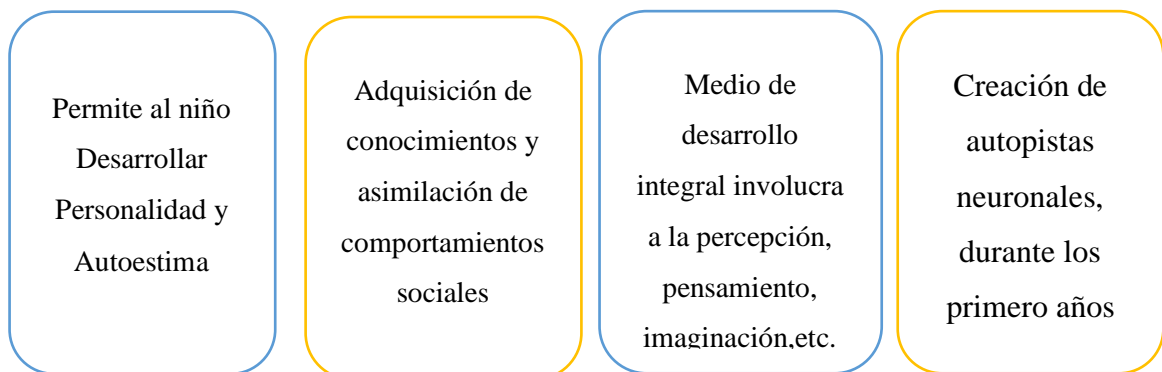 Permite al niño
Desarrollar
Personalidad y
Autoestima
Adquisición de
conocimientos y
asimilación de
comportamientos
sociales
Medio de
desarrollo
integral involucra
a la percepción,
pensamiento,
imaginación,etc.
Creación de
autopistas
neuronales,
durante los
primero años